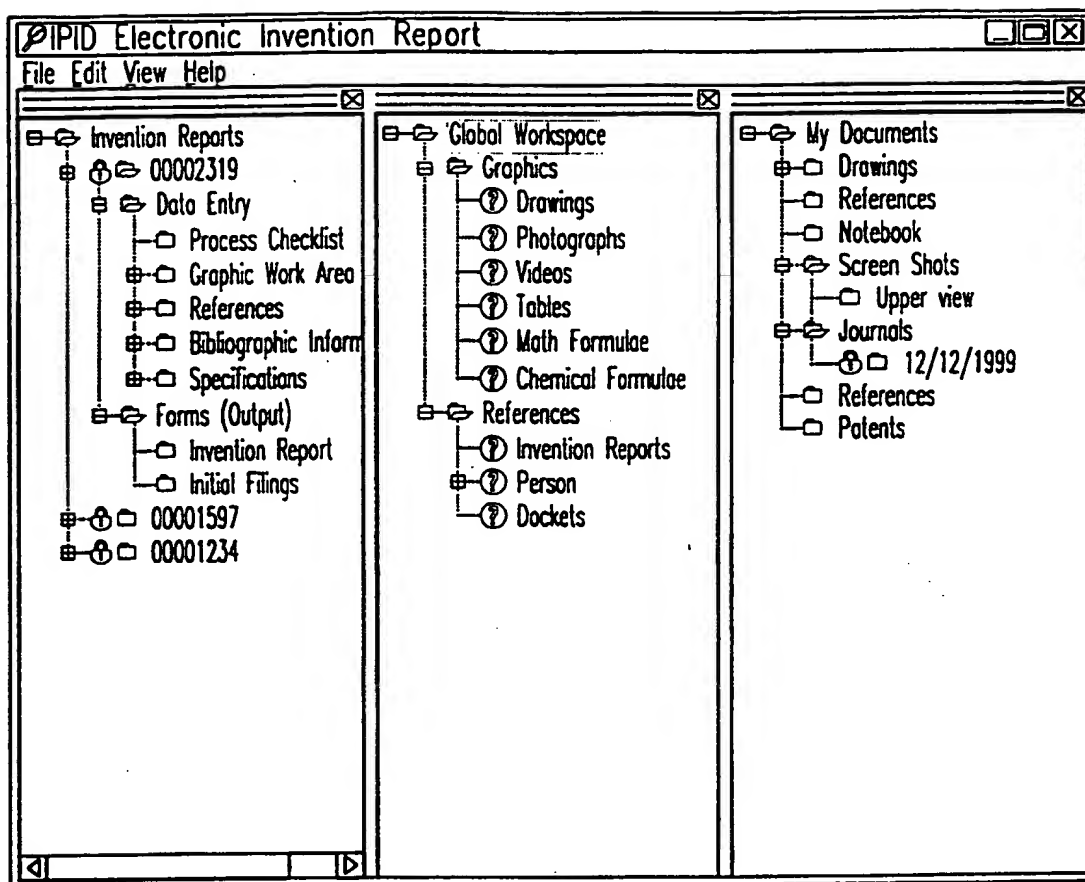 IPID Electronic Invention Report
File Edit View Help
Invention Reports
00002319
Data Entry
Process Checklist
Graphic Work Area
References
Bibliographic Inform
Specifications
Forms (Output)
Invention Report
Initial Filings
00001597
00001234
Global Workspace
Graphics
Drawings
Photographs
Videos
Tables
Math Formulae
Chemical Formulae
References
Invention Reports
Person
Dockets
My Documents
Drawings
References
Notebook
Screen Shots
Upper view
Journals
12/12/1999
References
Patents